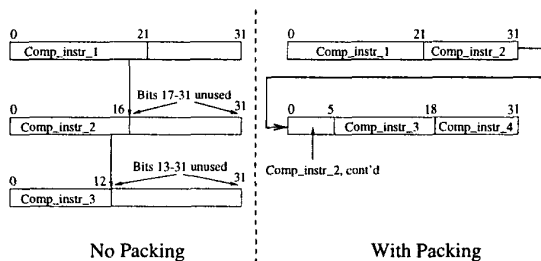 0 21 31
Comp_instr_1
Bits 17-31 unused
0 16 31
Comp_instr_2
Bits 13-31 unused
0 12 31
Comp_instr_3
No Packing
0 21 31
Comp_instr_1 Comp_instr_2
0 5 18 31
Comp_instr_3 Comp_instr_4
Comp_instr_2, cont'd
With Packing